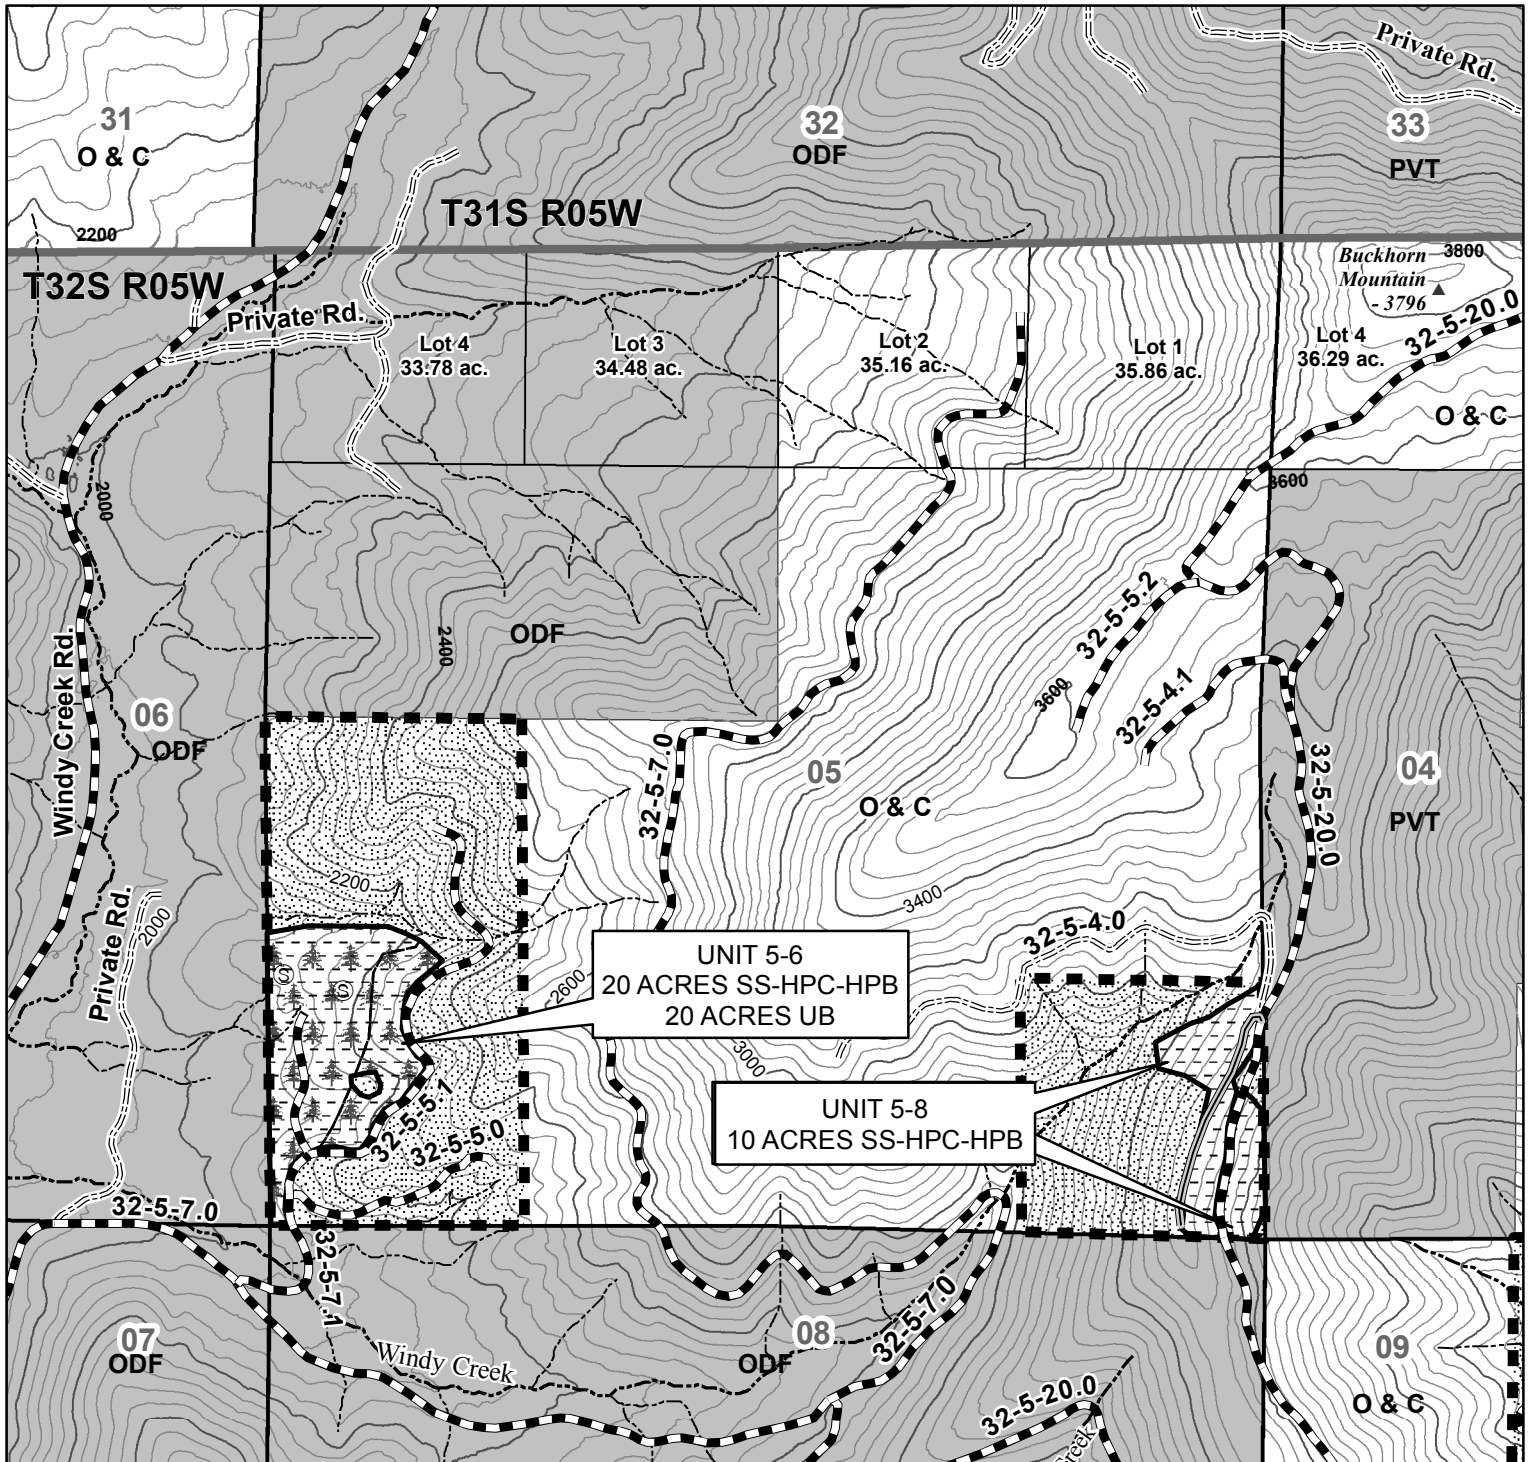 Private Rd.
31
O & C
32
ODF
33
PVT
T31S R05W
2200
T32S R05W
Buckhorn
Mountain
- 3796
3800
32-5-20.0
Private Rd.
Lot 4
33.78 ac.
Lot 3
34.48 ac.
Lot 2
35.16 ac.
Lot 1
35.86 ac.
Lot 4
36.29 ac.
O & C
2000
3600
32-5-5.2
2400
ODF
Windy Creek Rd.
06
ODF
3600
32-5-4.1
32-5-7.0
05
O & C
32-5-20.0
04
PVT
2200
3400
Private Rd.
2000
32-5-4.0
S
S
UNIT 5-6
20 ACRES SS-HPC-HPB
20 ACRES UB
2600
3000
UNIT 5-8
10 ACRES SS-HPC-HPB
32-5-5.1
32-5-5.0
32-5-7.0
32-5-7.1
07
ODF
Windy Creek
08
ODF
32-5-7.0
09
O & C
32-5-20.0
Creek